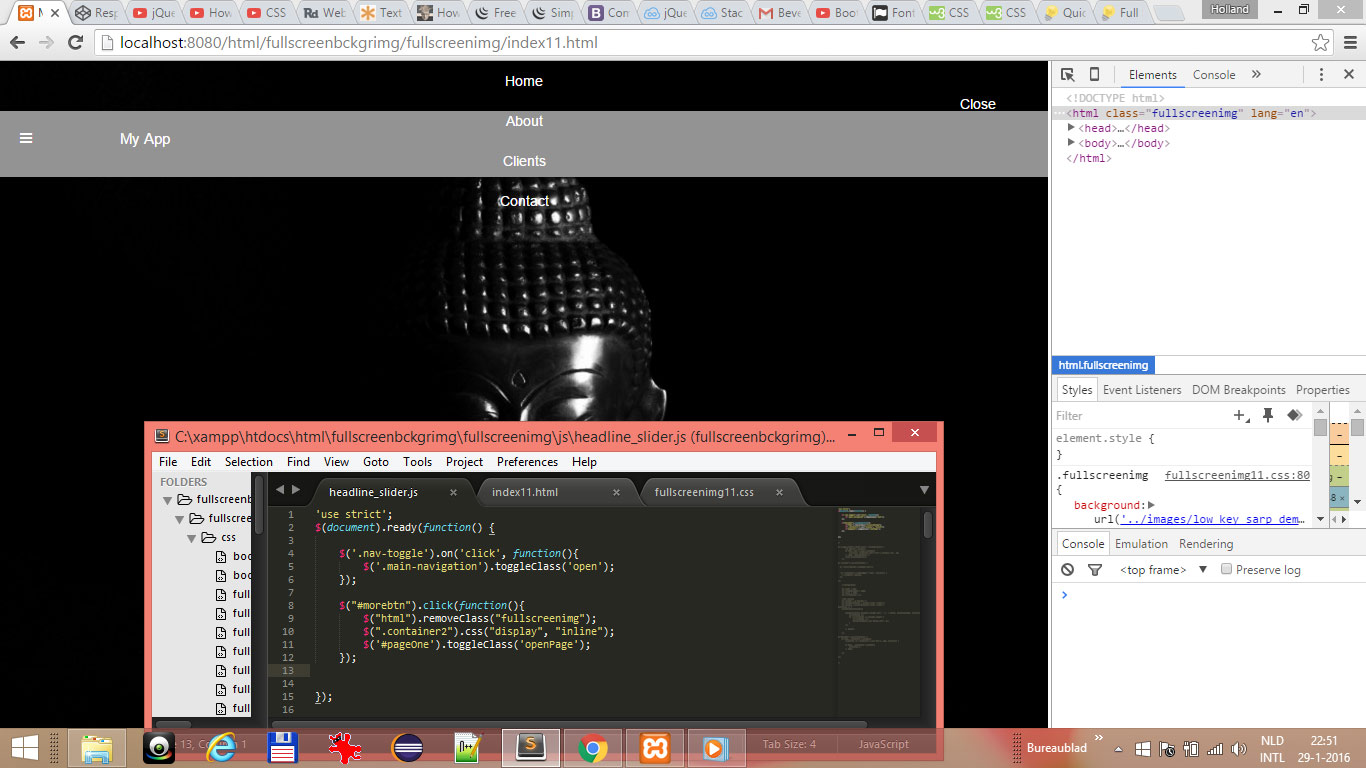 M jQue How CSS Web Text How Free Simp Con jQue Stac Beve Boot Font CSS CSS Quic Full Holland
localhost:8080/html/fullscreenbckgrimg/fullscreenimg/index11.html
Home
Close
About
My App
Clients
Contact
Elements Console »
<!DOCTYPE html>
<html class="fullscreenimg" lang="en">
<head>…</head>
<body>…</body>
</html>
html.fullscreenimg
Styles Event Listeners DOM Breakpoints Properties
Filter
element.style {
}
.fullscreenimg fullscreenimg11.css:80
{
background:
url('../images/low_key_sarp_dem…
Console Emulation Rendering
<top frame> Preserve log
C:\xampp\htdocs\html\fullscreenbckgrimg\fullscreenimg\js\headline_slider.js (fullscreenbckgrimg)...
File Edit Selection Find View Goto Tools Project Preferences Help
FOLDERS
fullscreenb
fullscree
css
boo
boo
full
full
full
full
full
full
full
headline_slider.js index11.html fullscreenimg11.css
1 'use strict';
2 $(document).ready(function() {
3
4 $('.nav-toggle').on('click', function(){
5 $('.main-navigation').toggleClass('open');
6 });
7
8 $("#morebtn").click(function(){
9 $("html").removeClass("fullscreenimg");
10 $(".container2").css("display", "inline");
11 $('#pageOne').toggleClass('openPage');
12 });
13
14
15 });
16
Tab Size: 4 JavaScript
Bureaublad »
NLD
INTL
22:51
29-1-2016